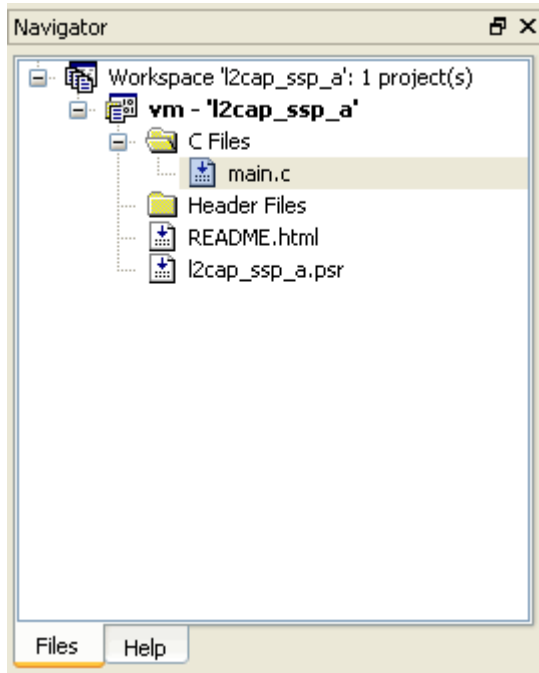 Navigator
Workspace 'l2cap_ssp_a': 1 project(s)
vm - 'l2cap_ssp_a'
C Files
main.c
Header Files
README.html
l2cap_ssp_a.psr
Files Help